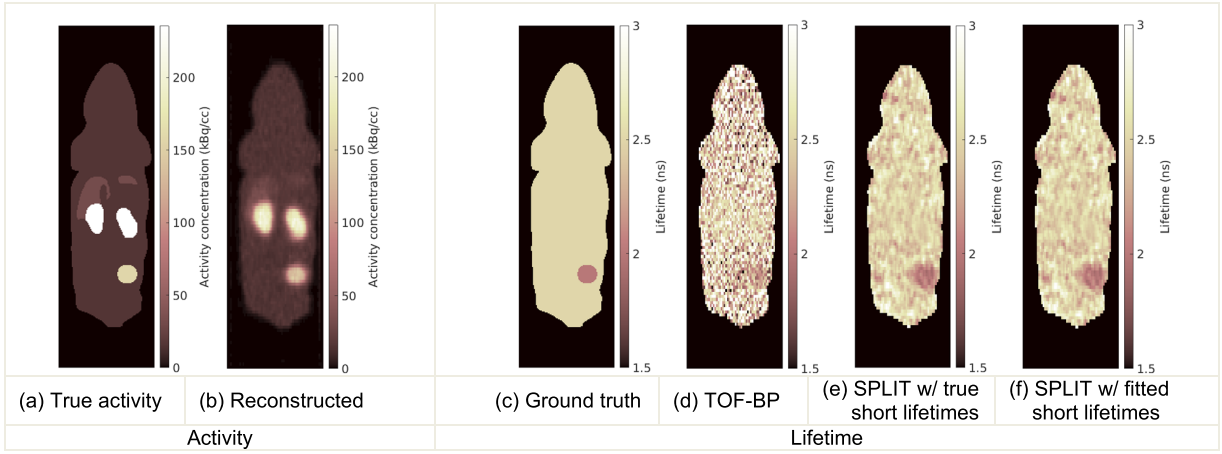 200
150
100
50
0
Activity concentration (kBq/cc)
200
150
100
50
0
Activity concentration (kBq/cc)
3
2.5
2
1.5
Lifetime (ns)
3
2.5
2
1.5
Lifetime (ns)
3
2.5
2
1.5
Lifetime (ns)
3
2.5
2
1.5
Lifetime (ns)
(a) True activity
(b) Reconstructed
(c) Ground truth
(d) TOF-BP
(e) SPLIT w/ true
short lifetimes
(f) SPLIT w/ fitted
short lifetimes
Activity
Lifetime